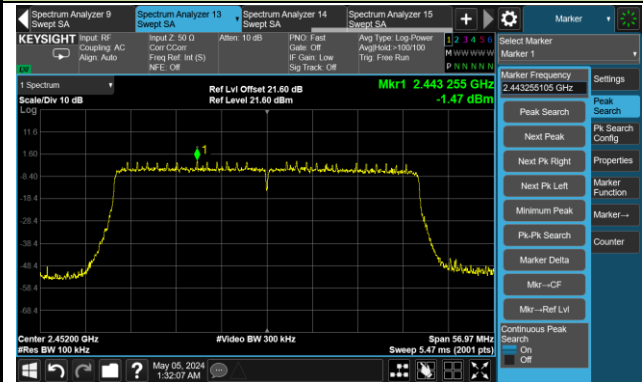 Spectrum Analyzer 9
Swept SA
Spectrum Analyzer 13
Swept SA
Spectrum Analyzer 14
Swept SA
Spectrum Analyzer 15
Swept SA
+
Marker
KEYSIGHT
Input: RF
Coupling: AC
Align: Auto
Input Z: 50 Ω
Corr CCorr
Freq Ref: Int (S)
NFE: Off
Atten: 10 dB
PNO: Fast
Gate: Off
IF Gain: Low
Sig Track: Off
Avg Type: Log-Power
Avg|Hold:>100/100
Trig: Free Run
1 2 3 4 5 6
M W W W W W
P N N N N N
Select Marker
Marker 1
1 Spectrum
Scale/Div 10 dB
Log
Ref Lvl Offset 21.60 dB
Ref Level 21.60 dBm
Mkr1 2.443 255 GHz
-1.47 dBm
1
11.6
1.60
-8.40
-18.4
-28.4
-38.4
-48.4
-58.4
-68.4
Center 2.45200 GHz
#Res BW 100 kHz
#Video BW 300 kHz
Span 56.97 MHz
Sweep 5.47 ms (2001 pts)
Marker Frequency
2.443255105 GHz
Peak Search
Next Peak
Next Pk Right
Next Pk Left
Minimum Peak
Pk-Pk Search
Marker Delta
Mkr→CF
Mkr→Ref Lvl
Continuous Peak
Search
On
Off
Settings
Peak
Search
Pk Search
Config
Properties
Marker
Function
Marker→
Counter
May 05, 2024
1:32:07 AM